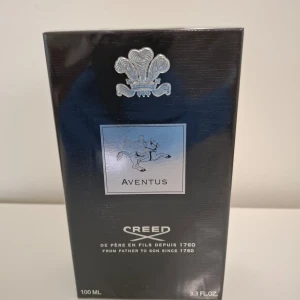 AVENTUS
CREED
DE PÈRE EN FILS DEPUIS 1760
FROM FATHER TO SON SINCE 1760
100 ML. 3.3 FL.OZ.